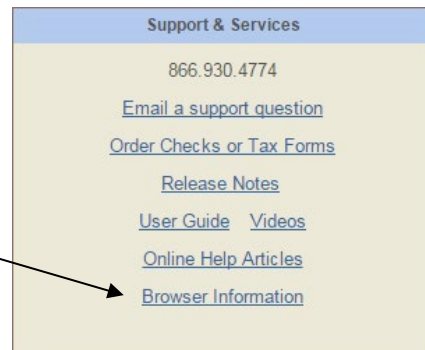 Support & Services
866.930.4774
Email a support question
Order Checks or Tax Forms
Release Notes
User Guide Videos
Online Help Articles
Browser Information